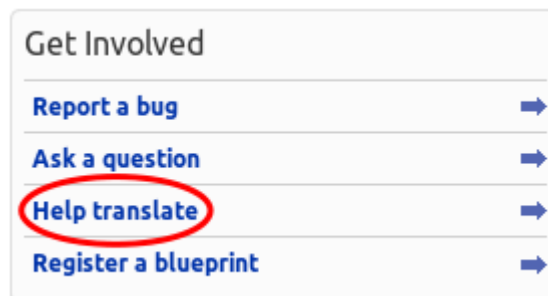 Get Involved
Report a bug
Ask a question
Help translate
Register a blueprint